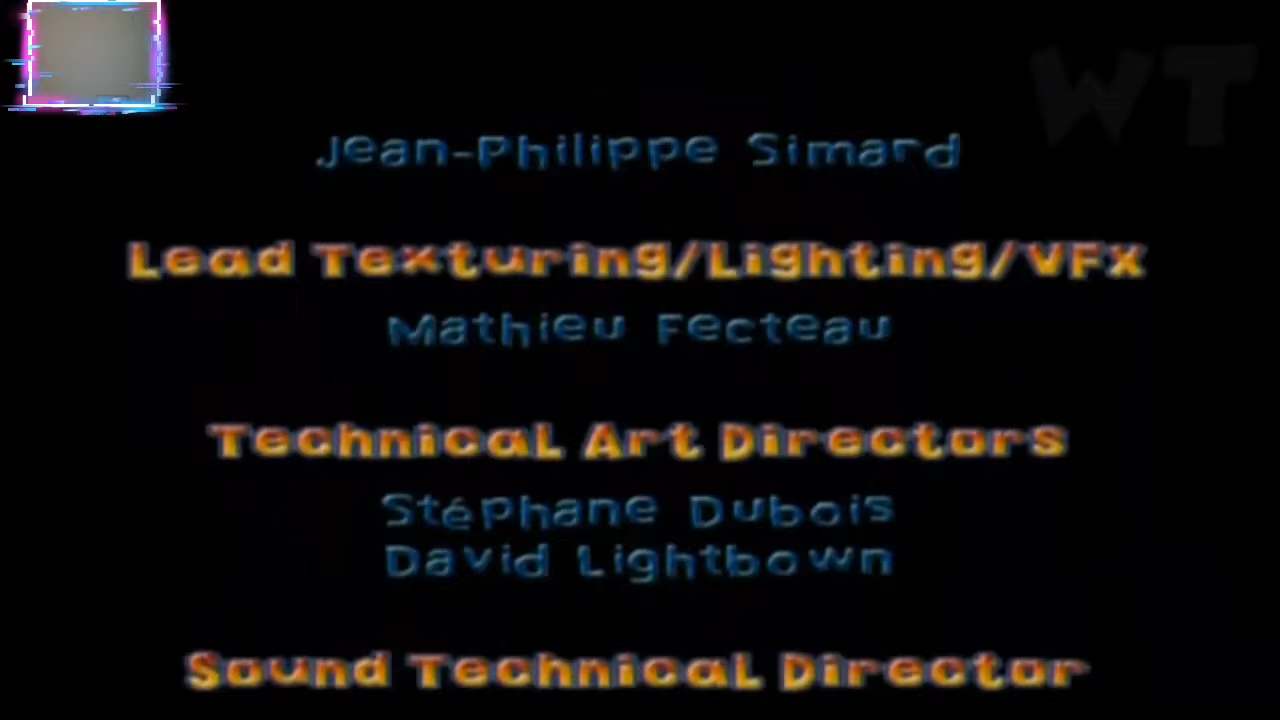 WT
Jean-Philippe Simard
Lead Texturing/Lighting/VFX
Mathieu Fecteau
Technical Art Directors
Stéphane Dubois
David Lightbown
Sound Technical Director